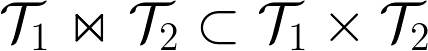 𝒯₁ ⋈ 𝒯₂ ⊂ 𝒯₁ × 𝒯₂